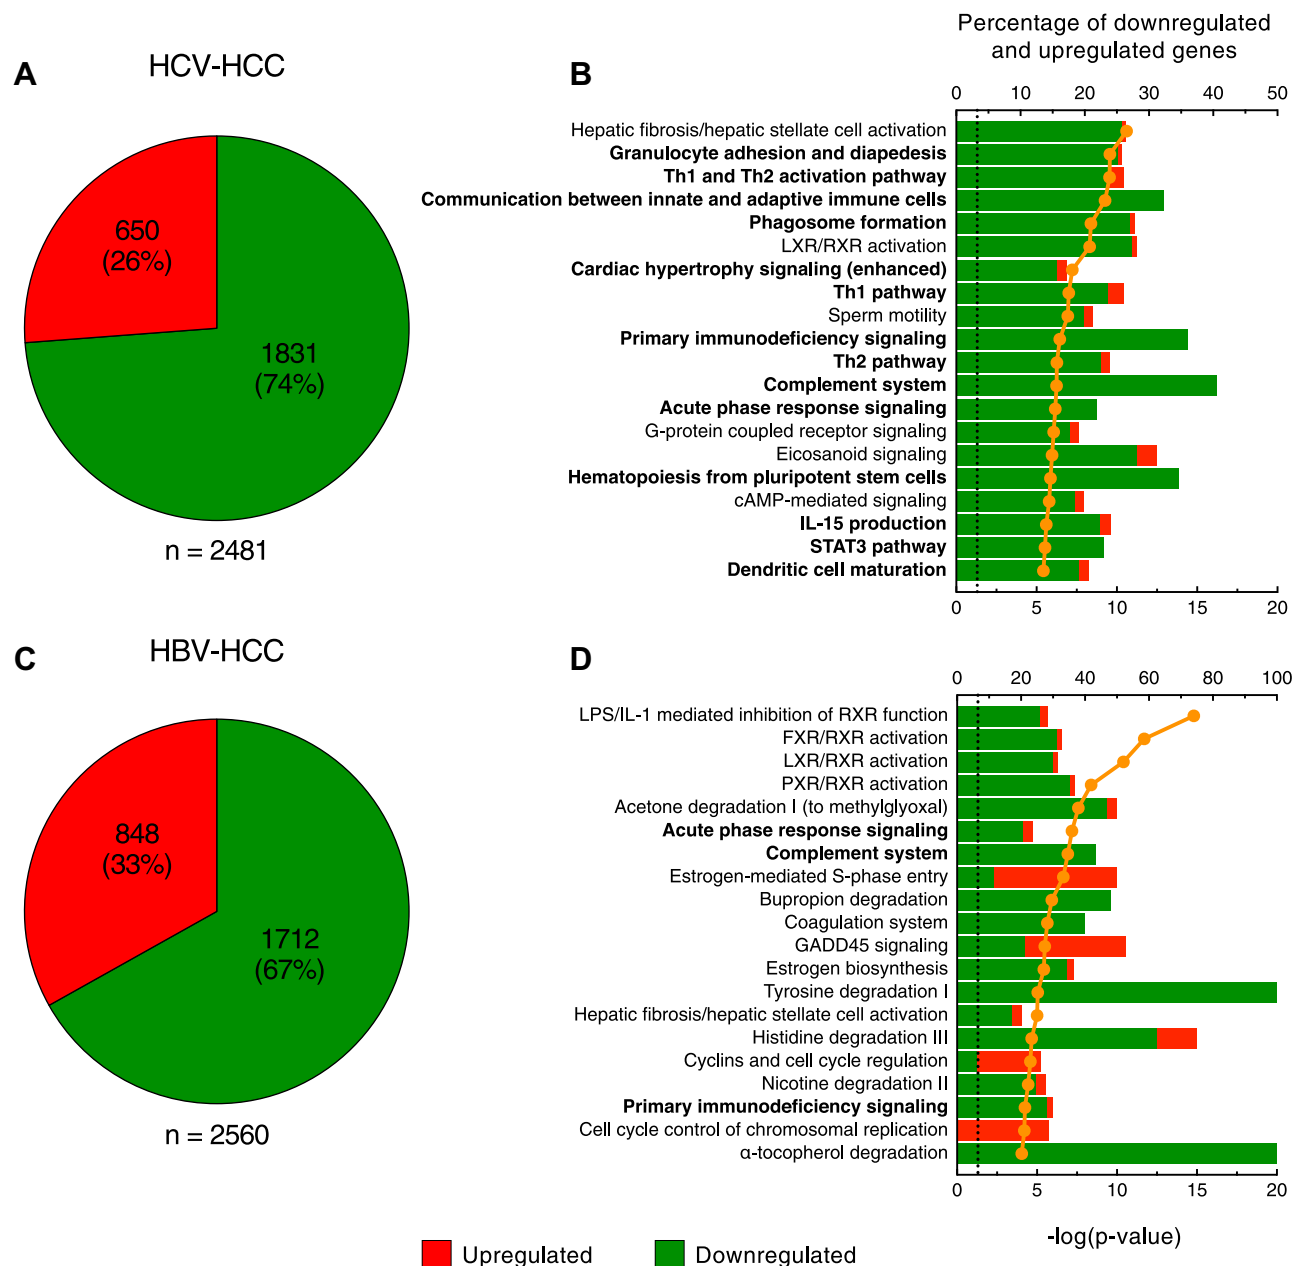 A
HCV-HCC
650
(26%)
1831
(74%)
n = 2481
B
Percentage of downregulated
and upregulated genes
0 10 20 30 40 50
Hepatic fibrosis/hepatic stellate cell activation
Granulocyte adhesion and diapedesis
Th1 and Th2 activation pathway
Communication between innate and adaptive immune cells
Phagosome formation
LXR/RXR activation
Cardiac hypertrophy signaling (enhanced)
Th1 pathway
Sperm motility
Primary immunodeficiency signaling
Th2 pathway
Complement system
Acute phase response signaling
G-protein coupled receptor signaling
Eicosanoid signaling
Hematopoiesis from pluripotent stem cells
cAMP-mediated signaling
IL-15 production
STAT3 pathway
Dendritic cell maturation
0 5 10 15 20
C
HBV-HCC
848
(33%)
1712
(67%)
n = 2560
D
0 20 40 60 80 100
LPS/IL-1 mediated inhibition of RXR function
FXR/RXR activation
LXR/RXR activation
PXR/RXR activation
Acetone degradation I (to methylglyoxal)
Acute phase response signaling
Complement system
Estrogen-mediated S-phase entry
Bupropion degradation
Coagulation system
GADD45 signaling
Estrogen biosynthesis
Tyrosine degradation I
Hepatic fibrosis/hepatic stellate cell activation
Histidine degradation III
Cyclins and cell cycle regulation
Nicotine degradation II
Primary immunodeficiency signaling
Cell cycle control of chromosomal replication
α-tocopherol degradation
0 5 10 15 20
-log(p-value)
Upregulated
Downregulated